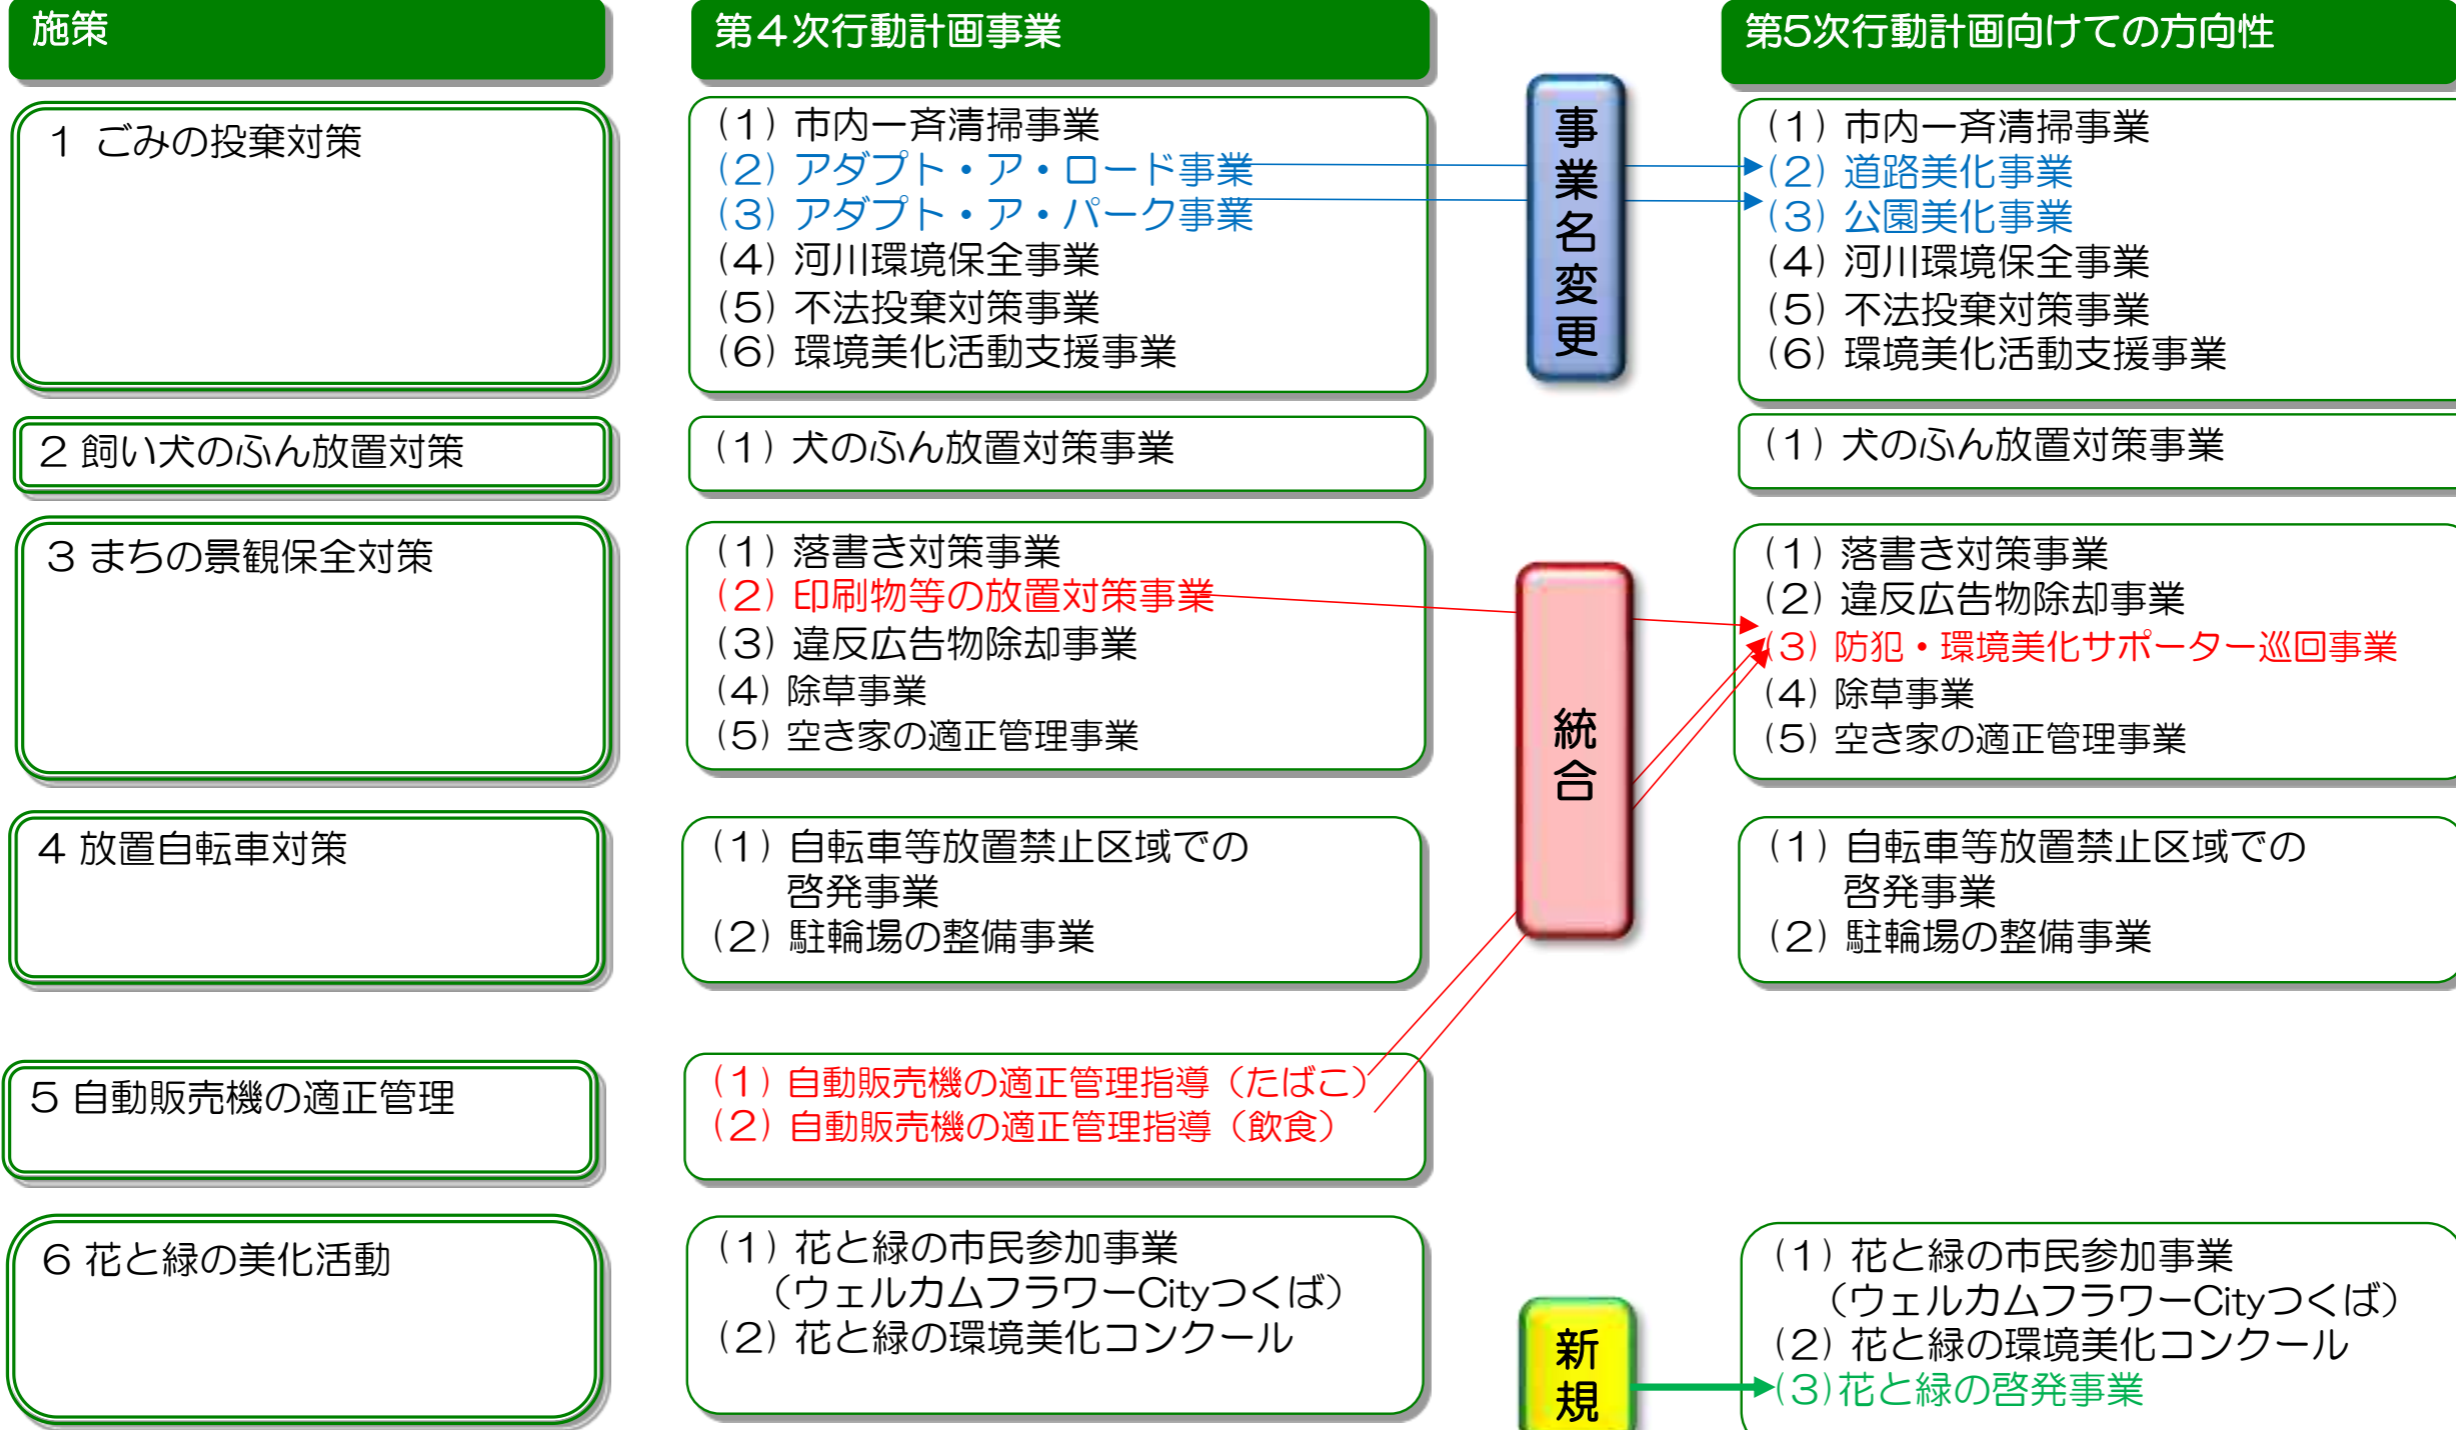 施策
第４次行動計画事業
第5次行動計画向けての方向性
1 ごみの投棄対策
（1）市内一斉清掃事業
（2）アダプト・ア・ロード事業
（3）アダプト・ア・パーク事業
（4）河川環境保全事業
（5）不法投棄対策事業
（6）環境美化活動支援事業
事業名変更
（1）市内一斉清掃事業
（2）道路美化事業
（3）公園美化事業
（4）河川環境保全事業
（5）不法投棄対策事業
（6）環境美化活動支援事業
2 飼い犬のふん放置対策
（1）犬のふん放置対策事業
（1）犬のふん放置対策事業
3 まちの景観保全対策
（1）落書き対策事業
（2）印刷物等の放置対策事業
（3）違反広告物除却事業
（4）除草事業
（5）空き家の適正管理事業
統合
（1）落書き対策事業
（2）違反広告物除却事業
（3）防犯・環境美化サポーター巡回事業
（4）除草事業
（5）空き家の適正管理事業
4 放置自転車対策
（1）自転車等放置禁止区域での
啓発事業
（2）駐輪場の整備事業
（1）自転車等放置禁止区域での
啓発事業
（2）駐輪場の整備事業
5 自動販売機の適正管理
（1）自動販売機の適正管理指導（たばこ）
（2）自動販売機の適正管理指導（飲食）
6 花と緑の美化活動
（1）花と緑の市民参加事業
（ウェルカムフラワーCityつくば）
（2）花と緑の環境美化コンクール
新規
（1）花と緑の市民参加事業
（ウェルカムフラワーCityつくば）
（2）花と緑の環境美化コンクール
（3）花と緑の啓発事業